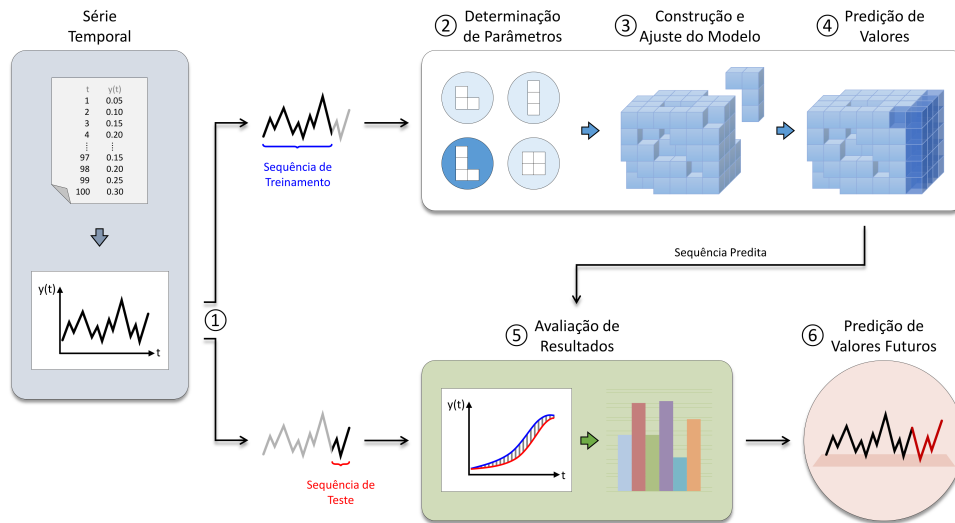 Série
Temporal
t y(t)
1 0.05
2 0.10
3 0.15
4 0.20
⋮ ⋮
97 0.15
98 0.20
99 0.25
100 0.30
y(t)
t
1
Sequência de
Treinamento
Sequência de
Teste
2 Determinação
de Parâmetros
3 Construção e
Ajuste do Modelo
4 Predição de
Valores
Sequência Predita
5 Avaliação de
Resultados
y(t)
t
6 Predição de
Valores Futuros